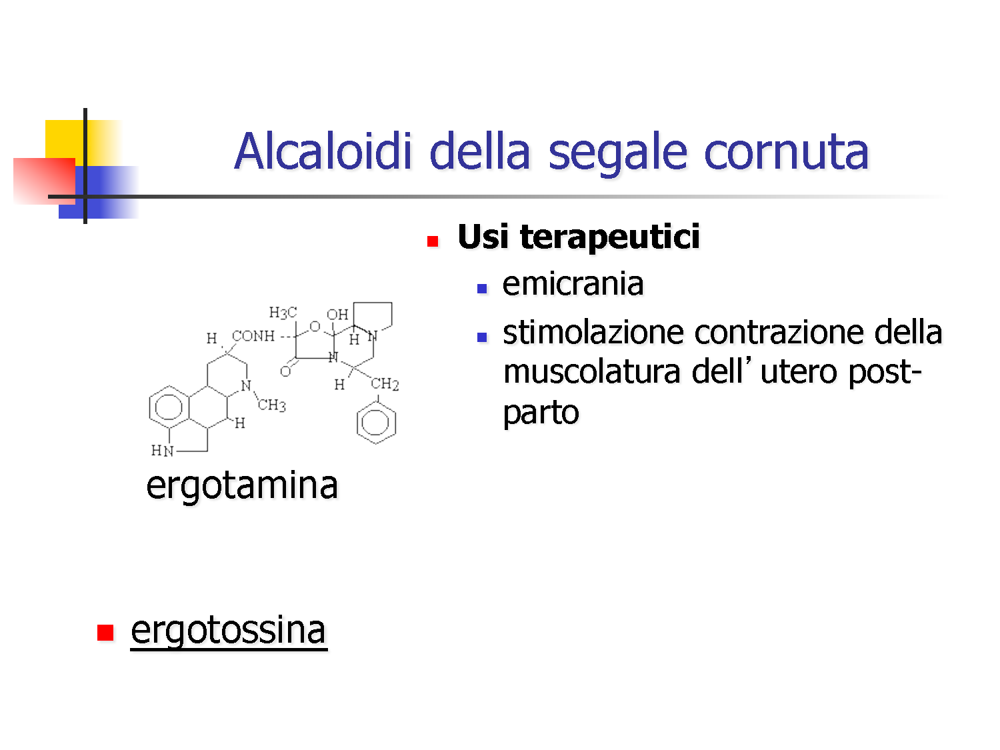 Alcaloidi della segale cornuta
Usi terapeutici
emicrania
stimolazione contrazione della
muscolatura dell’ utero post-
parto
H3C
OH
O
H
CONH
H
N
N
O
H
CH2
N
CH3
H
HN
ergotamina
ergotossina